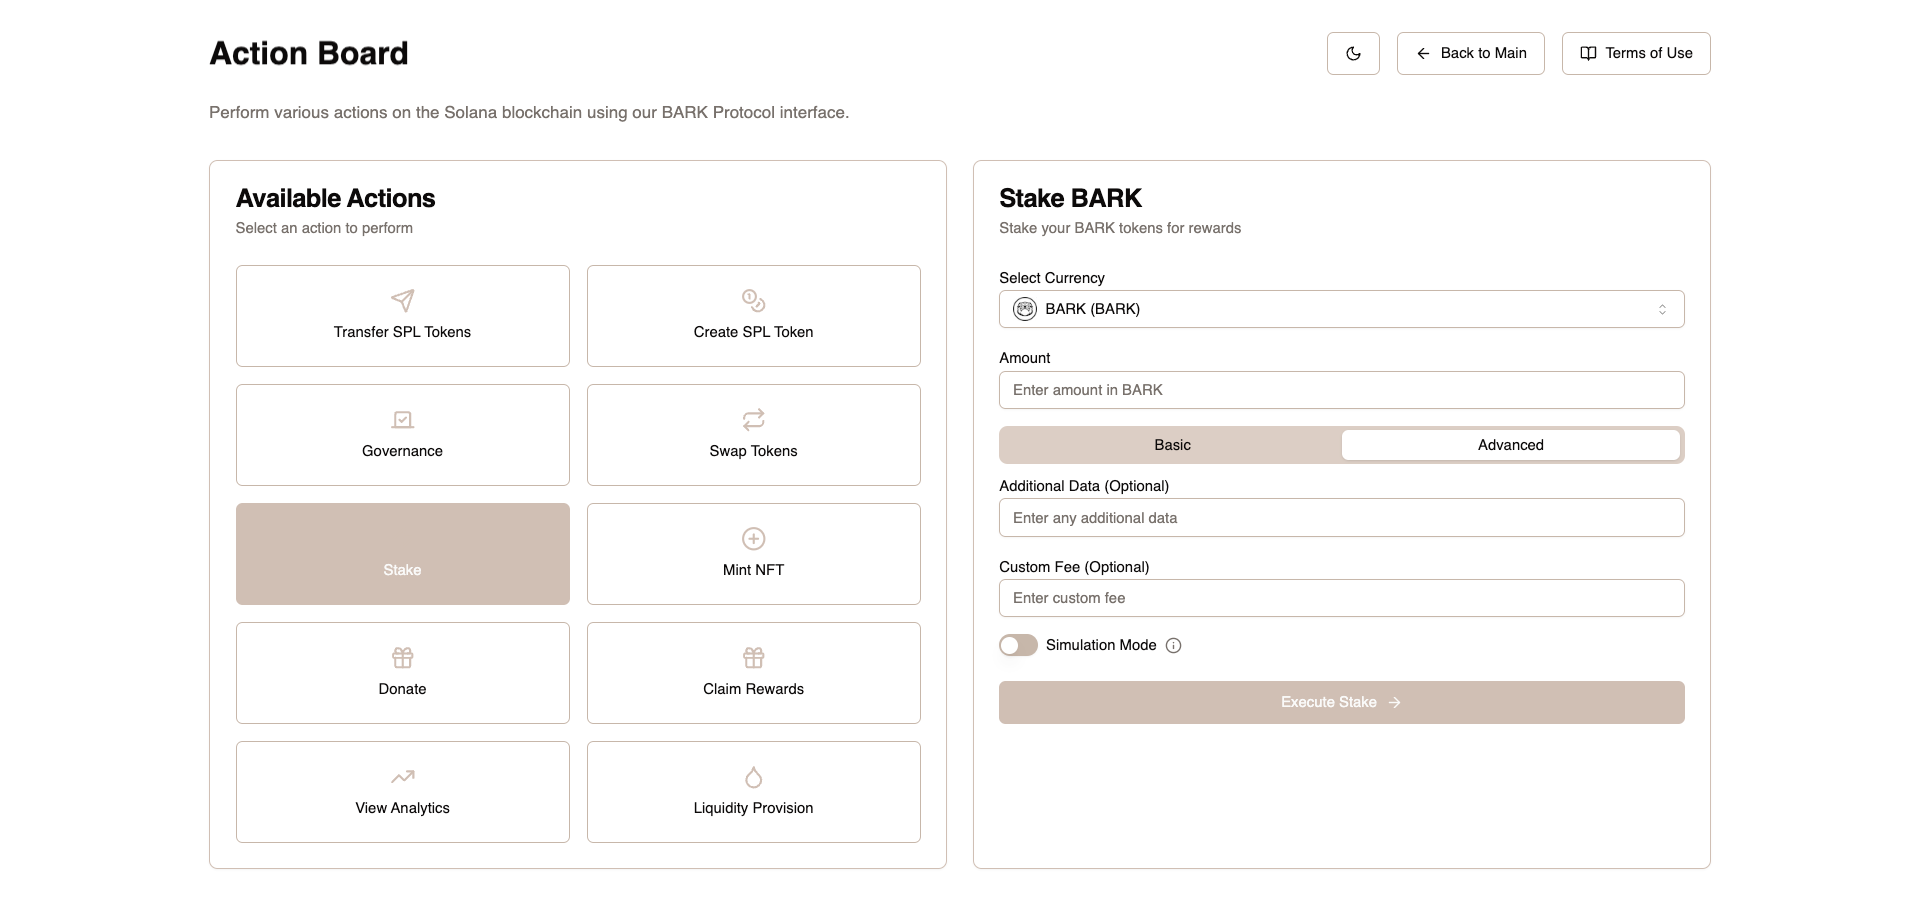 Action Board
Back to Main
Terms of Use
Perform various actions on the Solana blockchain using our BARK Protocol interface.
Available Actions
Select an action to perform
Transfer SPL Tokens
Create SPL Token
Governance
Swap Tokens
Stake
Mint NFT
Donate
Claim Rewards
View Analytics
Liquidity Provision
Stake BARK
Stake your BARK tokens for rewards
Select Currency
BARK (BARK)
Amount
Enter amount in BARK
Basic
Advanced
Additional Data (Optional)
Enter any additional data
Custom Fee (Optional)
Enter custom fee
Simulation Mode
Execute Stake